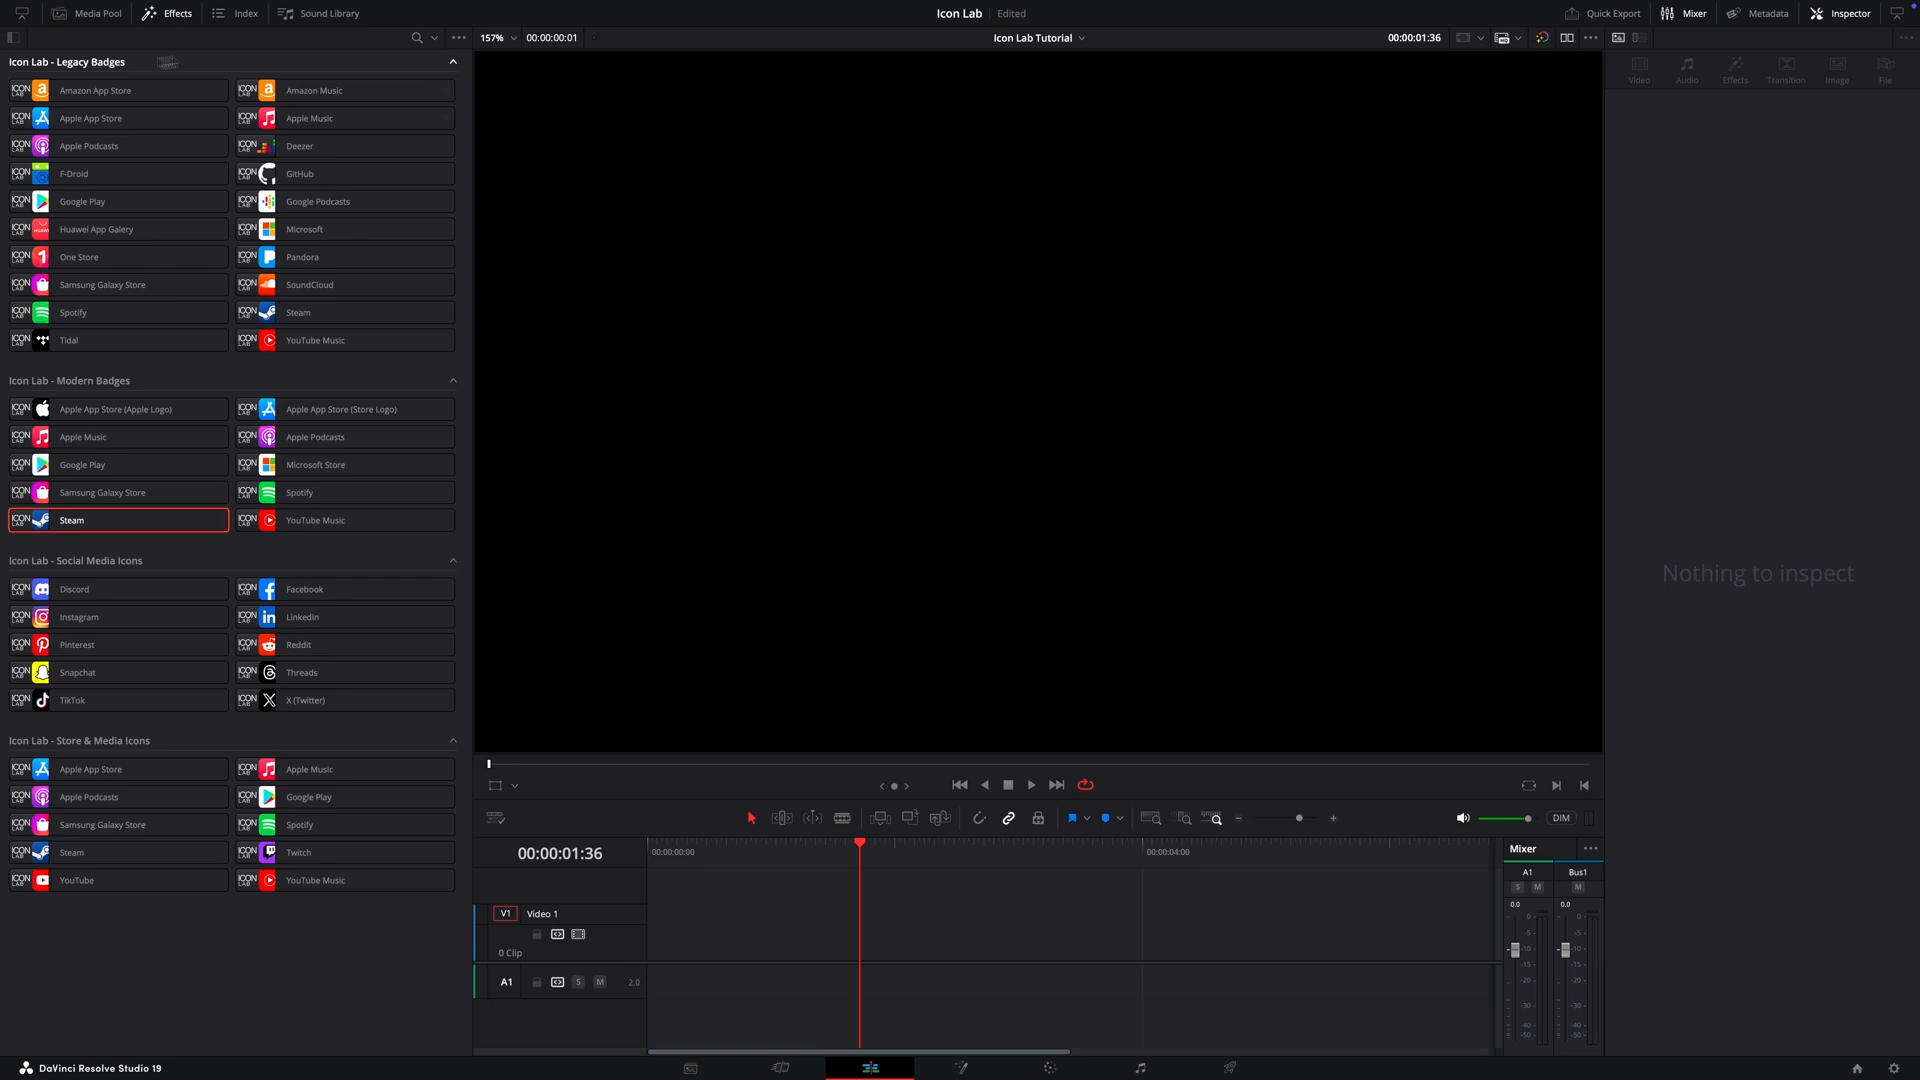 Media Pool
Effects
Index
Sound Library
Icon Lab
Edited
Quick Export
Mixer
Metadata
Inspector
157%
00:00:00:01
Icon Lab Tutorial
00:00:01:36
Video
Audio
Effects
Transition
Image
File
Icon Lab - Legacy Badges
Amazon App Store
Amazon Music
Apple App Store
Apple Music
Apple Podcasts
Deezer
F-Droid
GitHub
Google Play
Google Podcasts
Huawei App Galery
Microsoft
One Store
Pandora
Samsung Galaxy Store
SoundCloud
Spotify
Steam
Tidal
YouTube Music
Icon Lab - Modern Badges
Apple App Store (Apple Logo)
Apple App Store (Store Logo)
Apple Music
Apple Podcasts
Google Play
Microsoft Store
Samsung Galaxy Store
Spotify
Steam
YouTube Music
Icon Lab - Social Media Icons
Discord
Facebook
Instagram
LinkedIn
Pinterest
Reddit
Snapchat
Threads
TikTok
X (Twitter)
Icon Lab - Store & Media Icons
Apple App Store
Apple Music
Apple Podcasts
Google Play
Samsung Galaxy Store
Spotify
Steam
Twitch
YouTube
YouTube Music
Nothing to inspect
DIM
00:00:01:36
00:00:00:00
00:00:04:00
V1
Video 1
0 Clip
A1
S
M
2.0
Mixer
A1
Bus1
S
M
M
0.0
0.0
DaVinci Resolve Studio 19